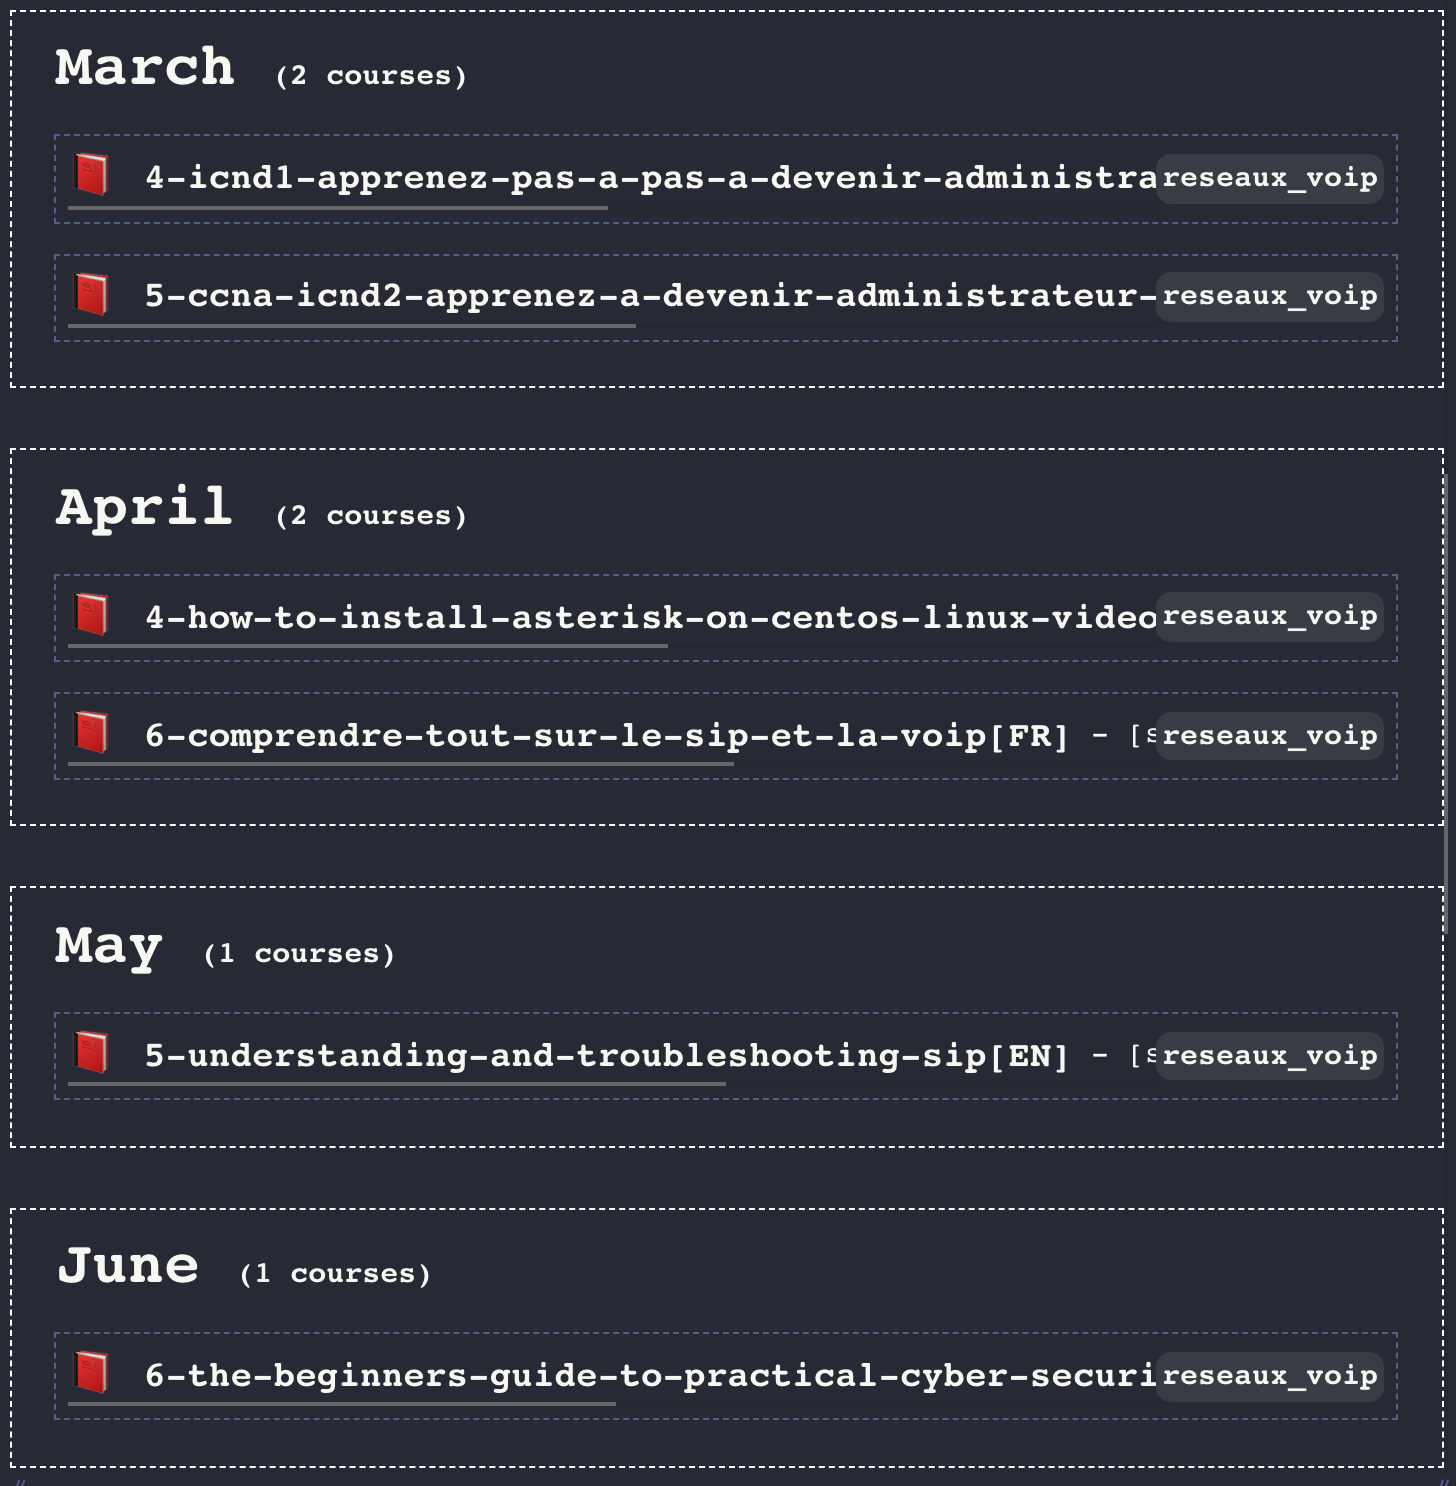 March (2 courses)
4-icnd1-apprenez-pas-a-pas-a-devenir-administra reseaux_voip
5-ccna-icnd2-apprenez-a-devenir-administrateur- reseaux_voip
April (2 courses)
4-how-to-install-asterisk-on-centos-linux-video reseaux_voip
6-comprendre-tout-sur-le-sip-et-la-voip[FR] - [s reseaux_voip
May (1 courses)
5-understanding-and-troubleshooting-sip[EN] - [s reseaux_voip
June (1 courses)
6-the-beginners-guide-to-practical-cyber-securi reseaux_voip